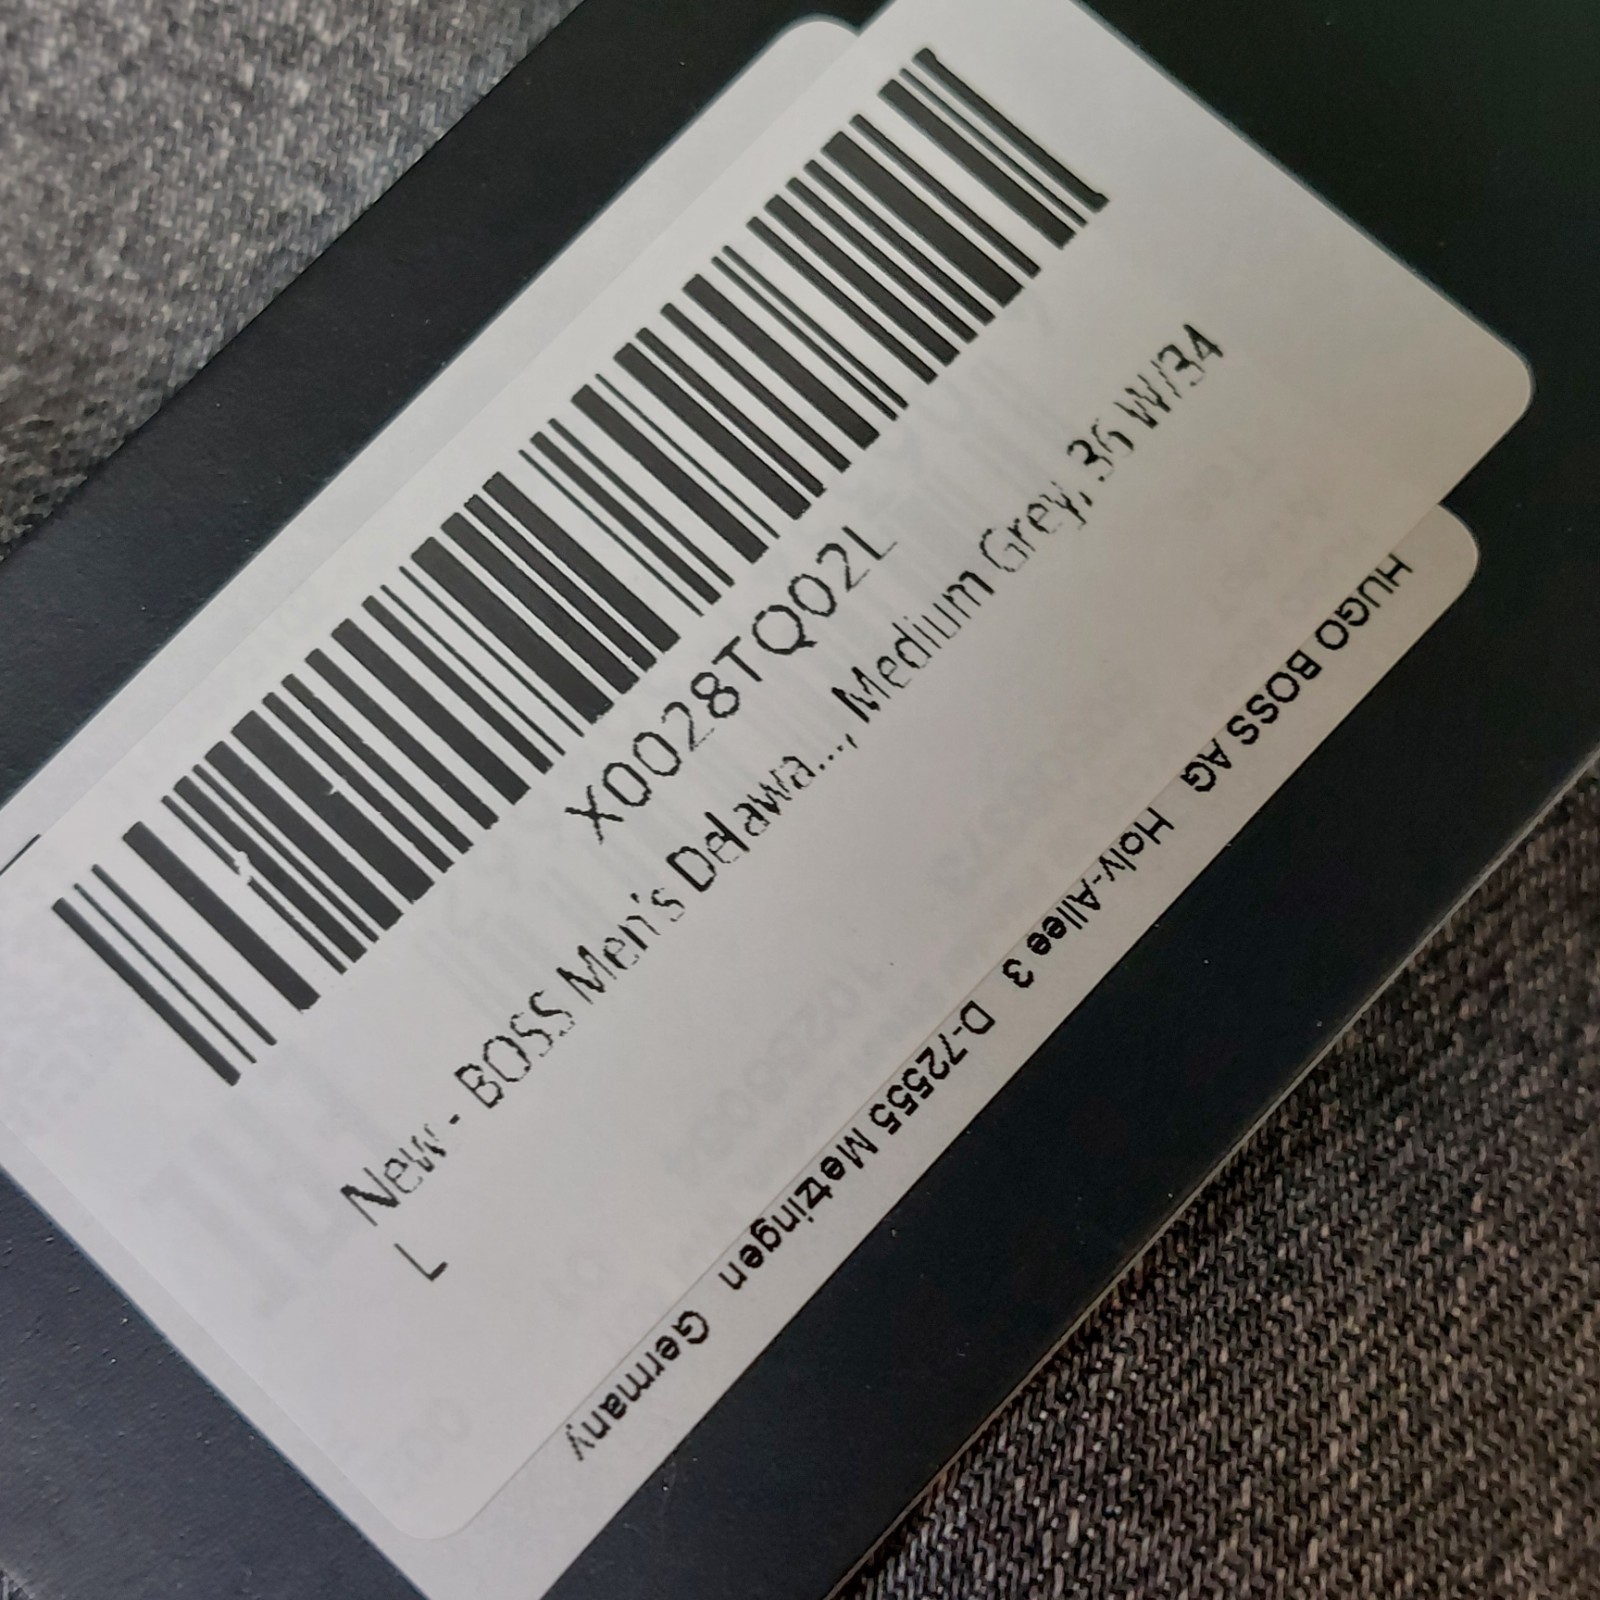 X0028TQ02L
New - BOSS Men's Delawa..., Medium Grey, 36 W/34
L
HUGO BOSS AG Holy-Allee 3 D-72555 Metzingen Germany